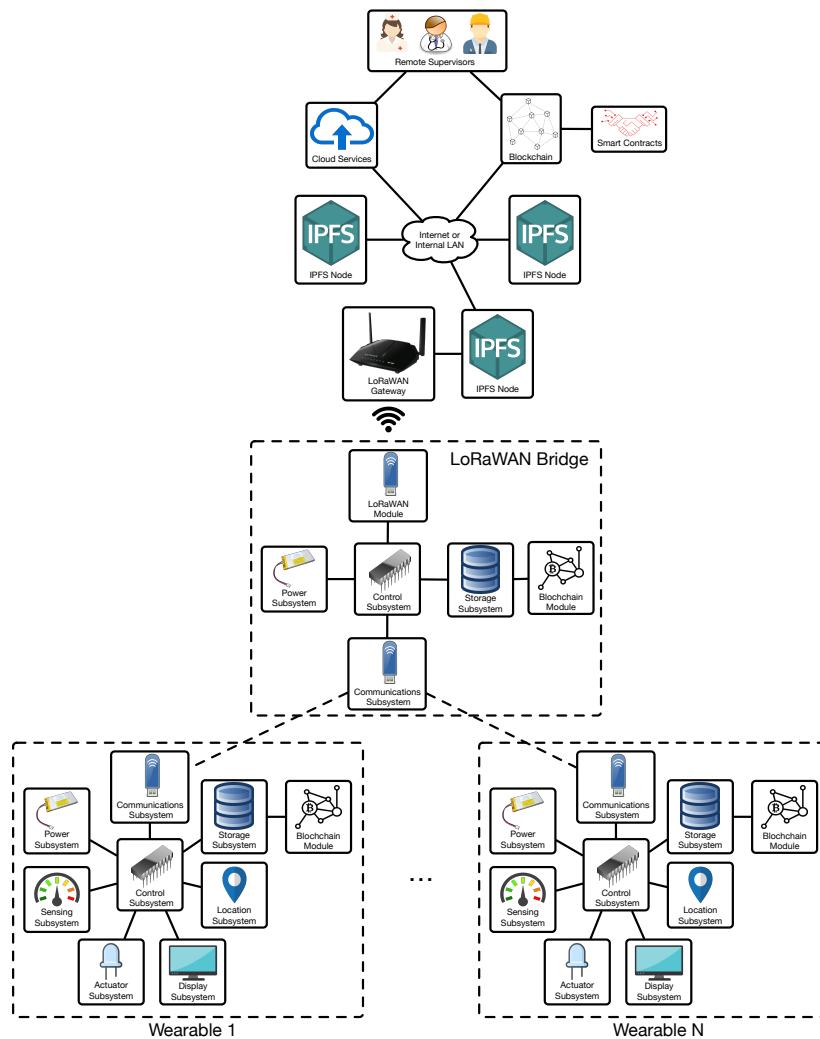 Remote Supervisors
Cloud Services
Blockchain
Smart Contracts
IPFS
IPFS Node
Internet or
Internal LAN
IPFS
IPFS Node
LoRaWAN
Gateway
IPFS
IPFS Node
LoRaWAN Bridge
LoRaWAN
Module
Power
Subsystem
Control
Subsystem
Storage
Subsystem
Blochchain
Module
Communications
Subsystem
Communications
Subsystem
Power
Subsystem
Storage
Subsystem
Blochchain
Module
Control
Subsystem
Sensing
Subsystem
Location
Subsystem
Actuator
Subsystem
Display
Subsystem
Wearable 1
...
Communications
Subsystem
Power
Subsystem
Storage
Subsystem
Blochchain
Module
Control
Subsystem
Sensing
Subsystem
Location
Subsystem
Actuator
Subsystem
Display
Subsystem
Wearable N